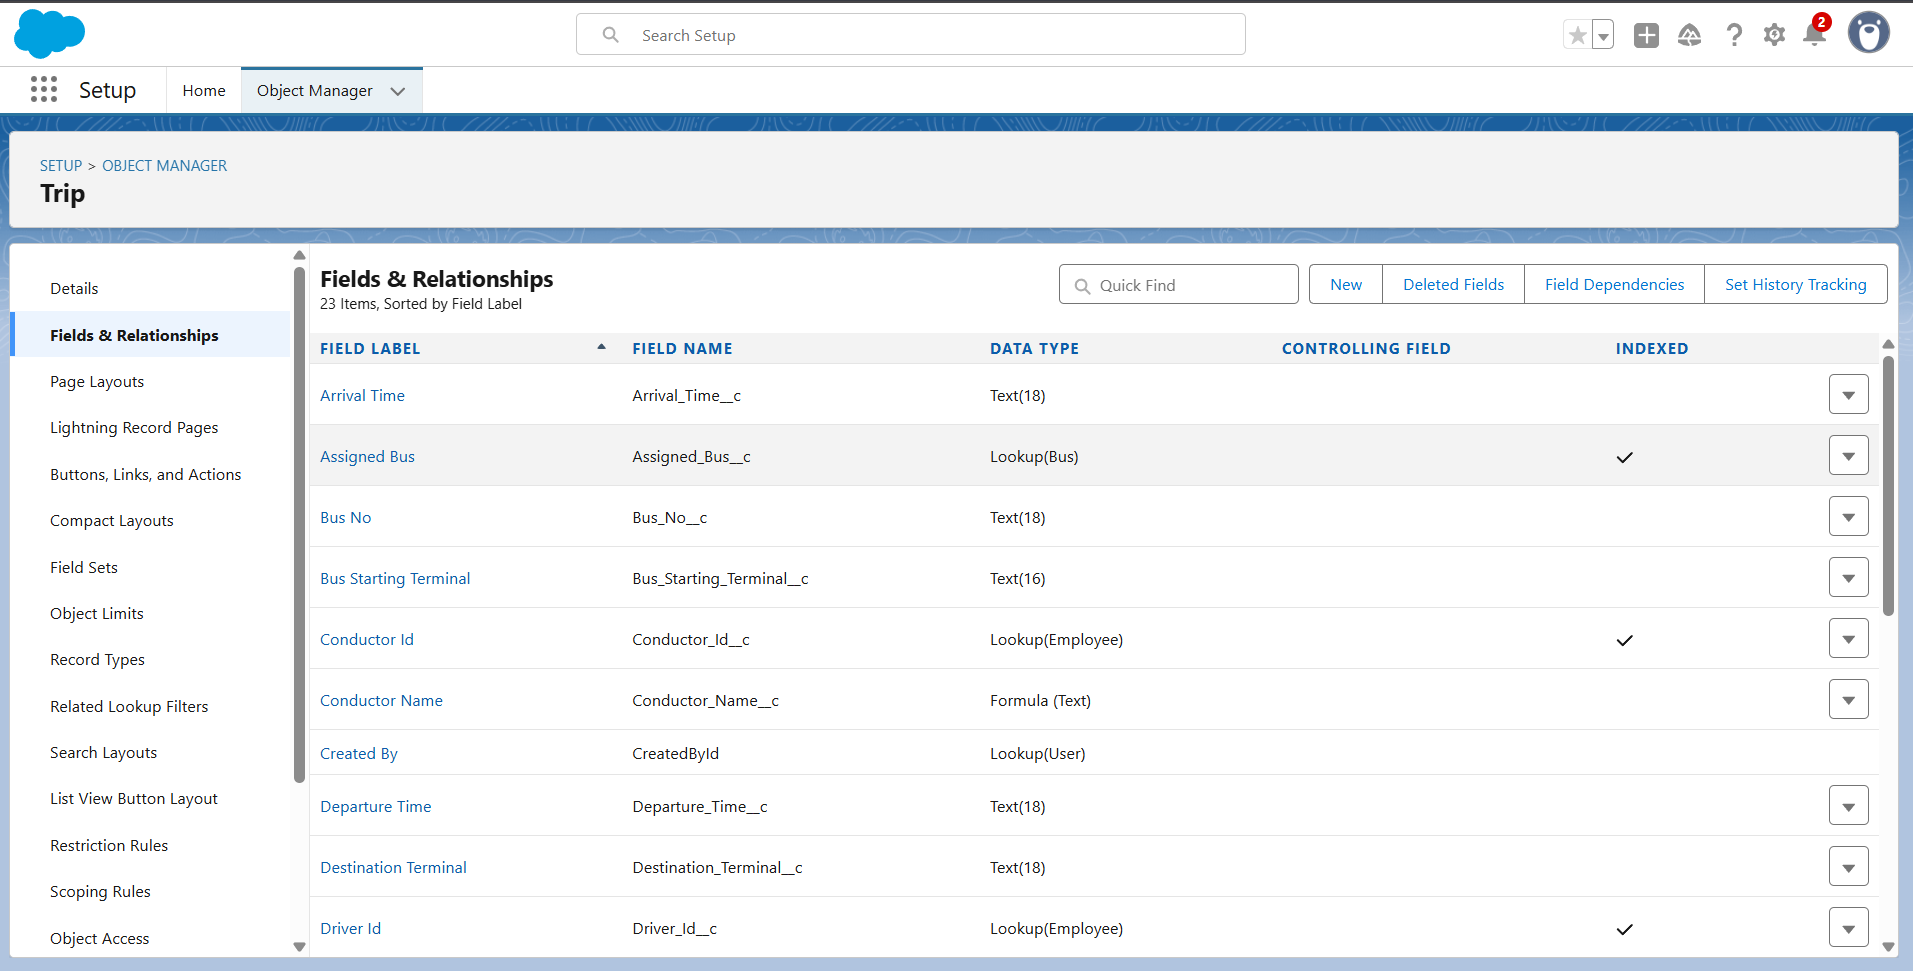 Search Setup
2
Setup
Home
Object Manager
SETUP > OBJECT MANAGER
Trip
Details
Fields & Relationships
Page Layouts
Lightning Record Pages
Buttons, Links, and Actions
Compact Layouts
Field Sets
Object Limits
Record Types
Related Lookup Filters
Search Layouts
List View Button Layout
Restriction Rules
Scoping Rules
Object Access
Fields & Relationships
23 Items, Sorted by Field Label
Quick Find
New
Deleted Fields
Field Dependencies
Set History Tracking
FIELD LABEL FIELD NAME DATA TYPE CONTROLLING FIELD INDEXED
Arrival Time Arrival_Time__c Text(18)
Assigned Bus Assigned_Bus__c Lookup(Bus)
Bus No Bus_No__c Text(18)
Bus Starting Terminal Bus_Starting_Terminal__c Text(16)
Conductor Id Conductor_Id__c Lookup(Employee)
Conductor Name Conductor_Name__c Formula (Text)
Created By CreatedById Lookup(User)
Departure Time Departure_Time__c Text(18)
Destination Terminal Destination_Terminal__c Text(18)
Driver Id Driver_Id__c Lookup(Employee)